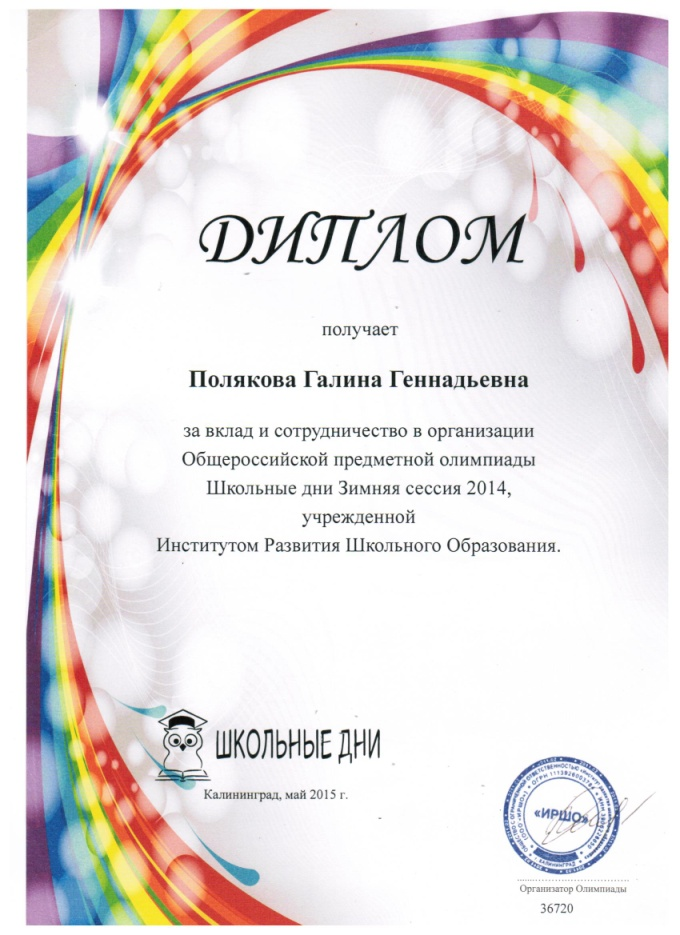 ДИПЛОМ
получает
Полякова Галина Геннадьевна
за вклад и сотрудничество в организации
Общероссийской предметной олимпиады
Школьные дни Зимняя сессия 2014,
учрежденной
Институтом Развития Школьного Образования.
ШКОЛЬНЫЕ ДНИ
Калининград, май 2015 г.
«ИРШО»
Организатор Олимпиады
36720